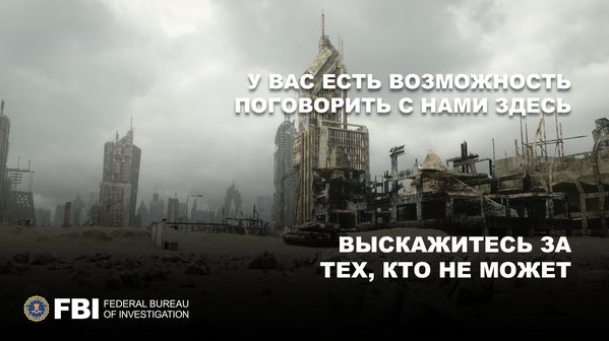 У ВАС ЕСТЬ ВОЗМОЖНОСТЬ
ПОГОВОРИТЬ С НАМИ ЗДЕСЬ
ВЫСКАЖИТЕСЬ ЗА
ТЕХ, КТО НЕ МОЖЕТ
FBI
FEDERAL BUREAU
OF INVESTIGATION